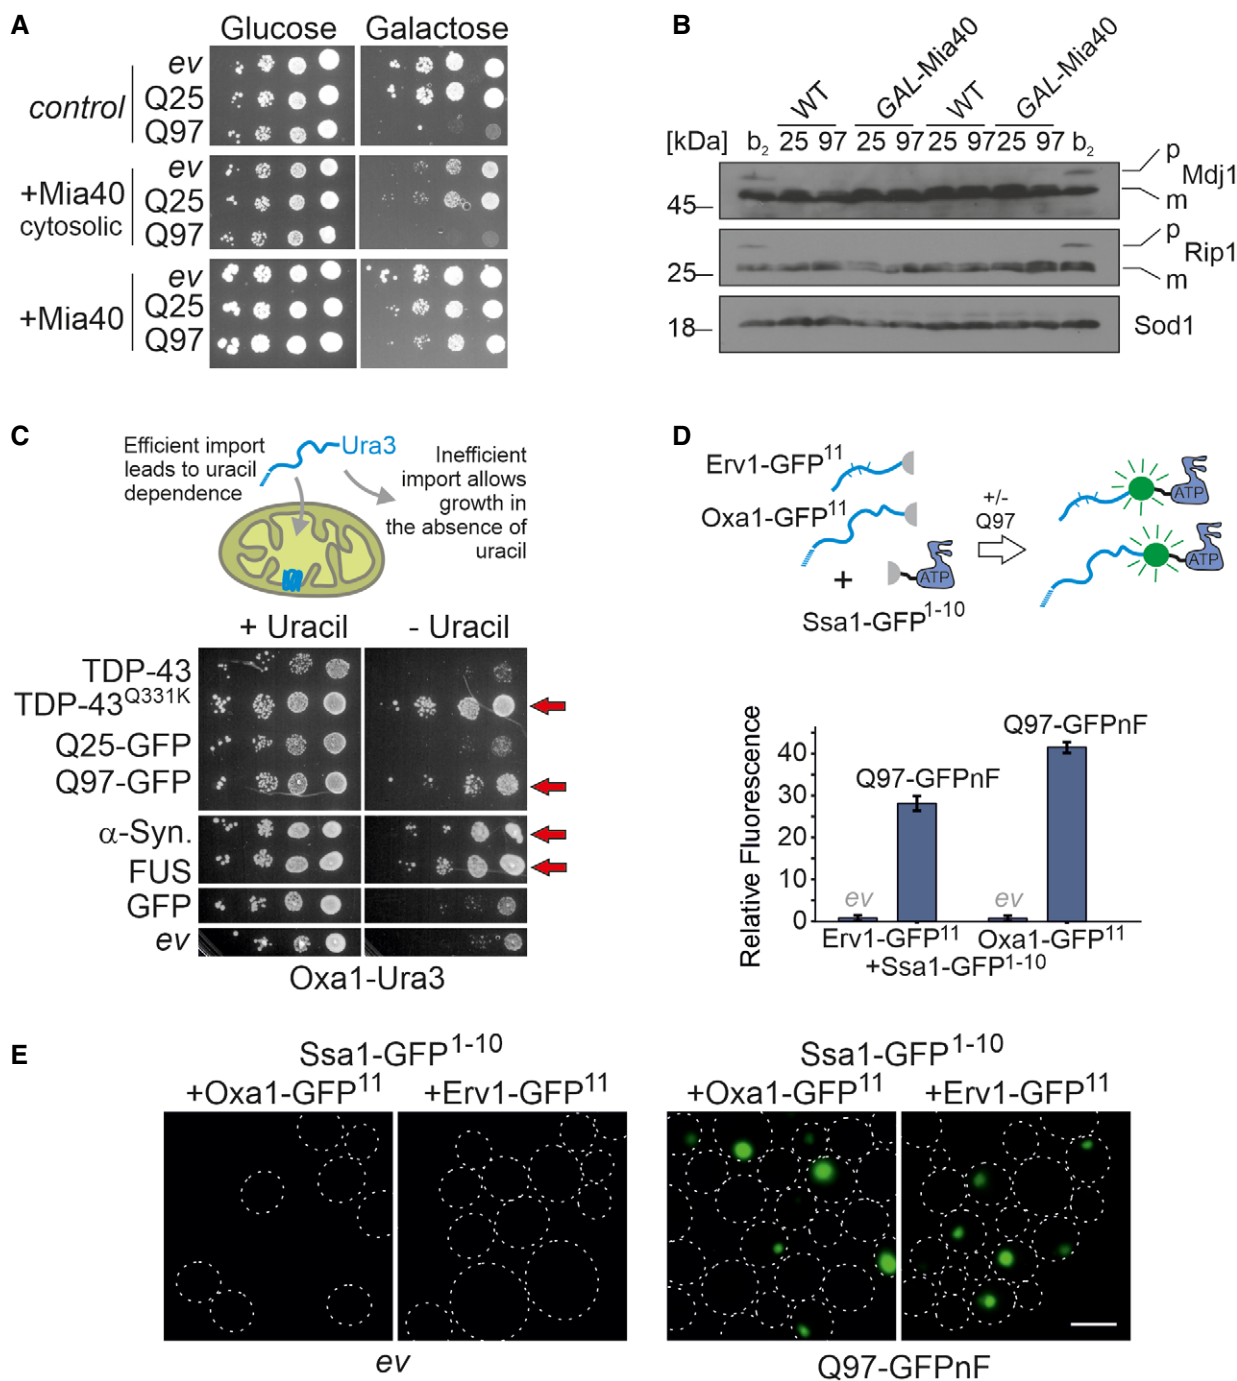 A
Glucose Galactose
control
ev
Q25
Q97
+Mia40
cytosolic
ev
Q25
Q97
+Mia40
ev
Q25
Q97
B
WT GAL-Mia40 WT GAL-Mia40
[kDa] b2 25 97 25 97 25 97 25 97 b2
45
p
Mdj1
m
25
p
Rip1
m
18
Sod1
C
Efficient import
leads to uracil
dependence
Ura3
Inefficient
import allows
growth in
the absence of
uracil
+ Uracil - Uracil
TDP-43
TDP-43Q331K
Q25-GFP
Q97-GFP
α-Syn.
FUS
GFP
ev
Oxa1-Ura3
D
Erv1-GFP11
Oxa1-GFP11
+
ATP
Ssa1-GFP1-10
+/-
Q97
ATP
ATP
Relative Fluorescence
40
30
20
10
0
ev
Q97-GFPnF
ev
Q97-GFPnF
Erv1-GFP11 Oxa1-GFP11
+Ssa1-GFP1-10
E
Ssa1-GFP1-10
+Oxa1-GFP11 +Erv1-GFP11
ev
Ssa1-GFP1-10
+Oxa1-GFP11 +Erv1-GFP11
Q97-GFPnF